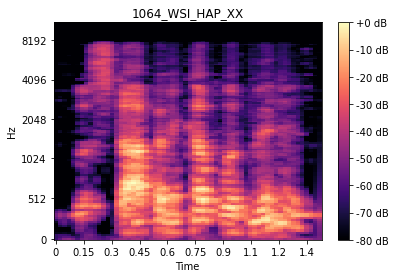 1064_WSI_HAP_XX
Hz
8192
4096
2048
1024
512
0
0 0.15 0.3 0.45 0.6 0.75 0.9 1.1 1.2 1.4
Time
+0 dB
-10 dB
-20 dB
-30 dB
-40 dB
-50 dB
-60 dB
-70 dB
-80 dB